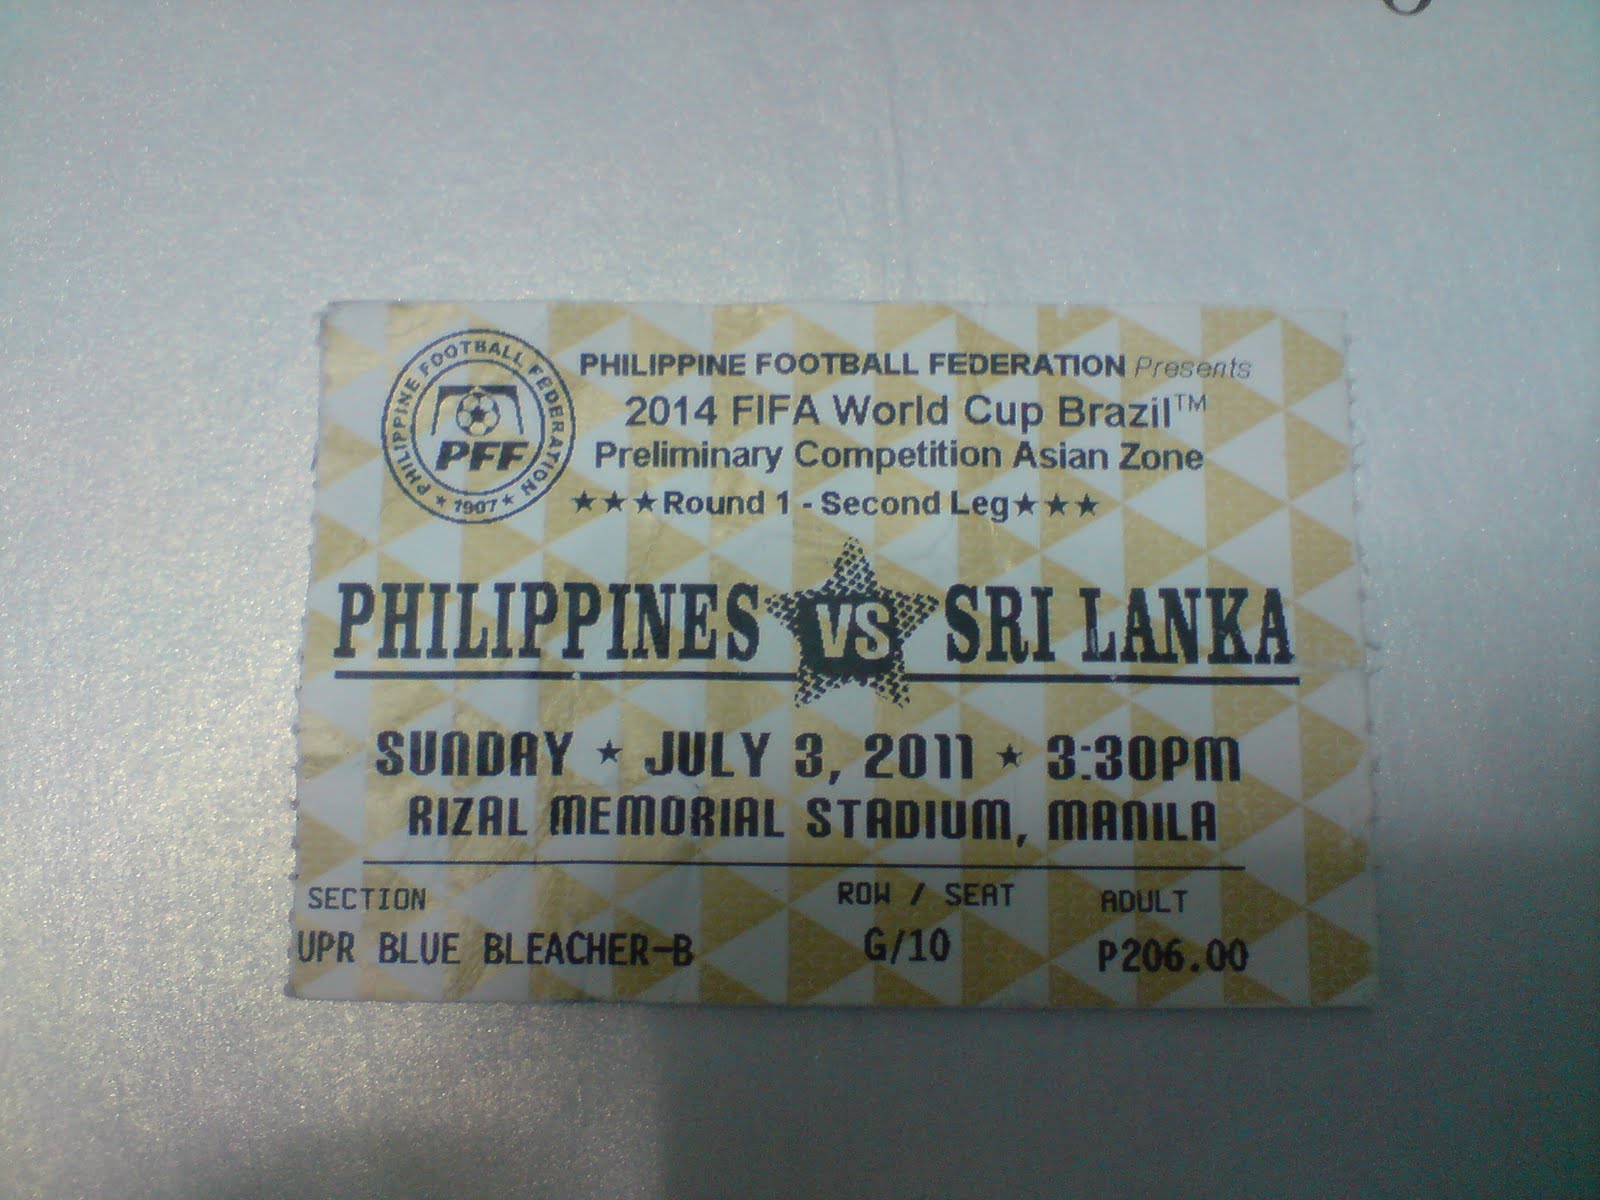 PHILIPPINE FOOTBALL FEDERATION
PFF
★ 1907 ★
PHILIPPINE FOOTBALL FEDERATION Presents
2014 FIFA World Cup Brazil™
Preliminary Competition Asian Zone
★★★Round 1 - Second Leg★★★
PHILIPPINES VS SRI LANKA
SUNDAY ★ JULY 3, 2011 ★ 3:30PM
RIZAL MEMORIAL STADIUM, MANILA
SECTION ROW / SEAT ADULT
UPR BLUE BLEACHER-B G/10 P206.00